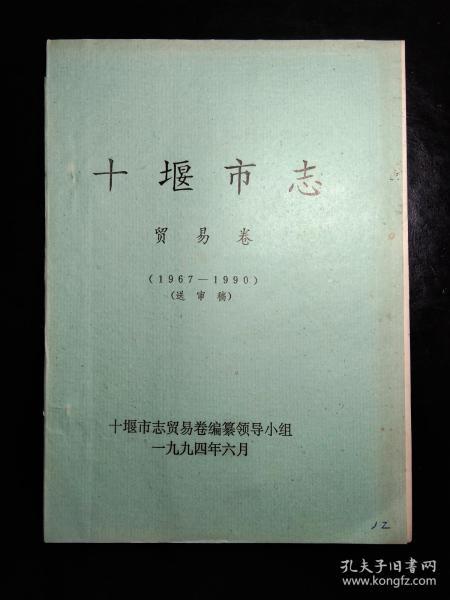 十堰市志
贸易卷
(1967—1990)
(送审稿)
十堰市志贸易卷编纂领导小组
一九九四年六月
12
孔夫子旧书网
www.kongfz.com